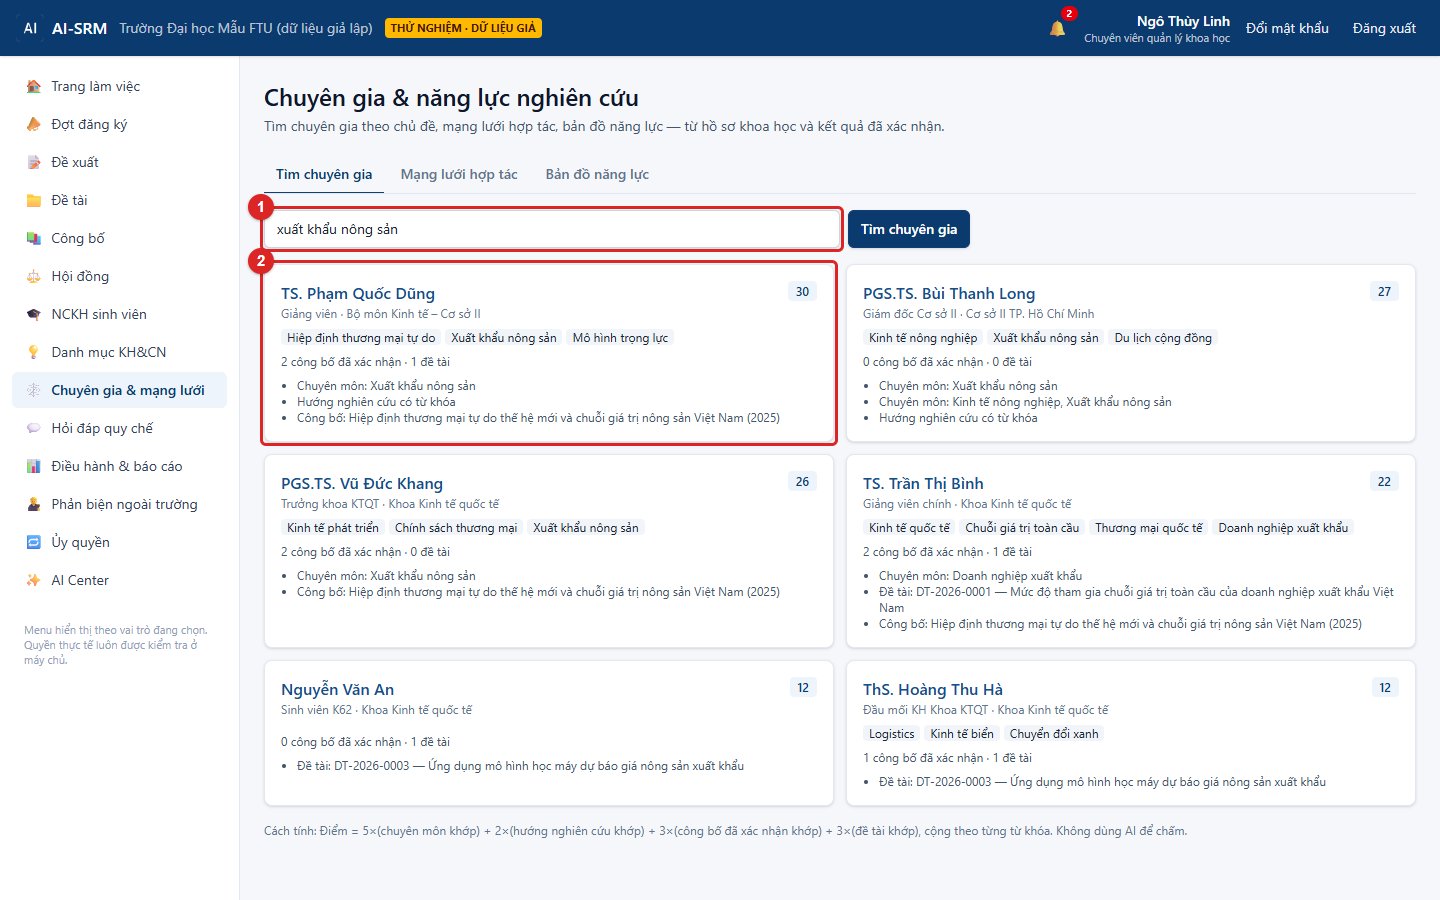 AI AI-SRM Trường Đại học Mẫu FTU (dữ liệu giả lập) THỬ NGHIỆM · DỮ LIỆU GIẢ
2
Ngô Thùy Linh
Chuyên viên quản lý khoa học
Đổi mật khẩu
Đăng xuất
Trang làm việc
Đợt đăng ký
Đề xuất
Đề tài
Công bố
Hội đồng
NCKH sinh viên
Danh mục KH&CN
Chuyên gia & mạng lưới
Hỏi đáp quy chế
Điều hành & báo cáo
Phản biện ngoài trường
Ủy quyền
AI Center
Menu hiển thị theo vai trò đang chọn.
Quyền thực tế luôn được kiểm tra ở
máy chủ.
Chuyên gia & năng lực nghiên cứu
Tìm chuyên gia theo chủ đề, mạng lưới hợp tác, bản đồ năng lực — từ hồ sơ khoa học và kết quả đã xác nhận.
Tìm chuyên gia
Mạng lưới hợp tác
Bản đồ năng lực
1
xuất khẩu nông sản
Tìm chuyên gia
2
TS. Phạm Quốc Dũng
30
Giảng viên · Bộ môn Kinh tế – Cơ sở II
Hiệp định thương mại tự do Xuất khẩu nông sản Mô hình trọng lực
2 công bố đã xác nhận · 1 đề tài
• Chuyên môn: Xuất khẩu nông sản
• Hướng nghiên cứu có từ khóa
• Công bố: Hiệp định thương mại tự do thế hệ mới và chuỗi giá trị nông sản Việt Nam (2025)
PGS.TS. Bùi Thanh Long
27
Giám đốc Cơ sở II · Cơ sở II TP. Hồ Chí Minh
Kinh tế nông nghiệp Xuất khẩu nông sản Du lịch cộng đồng
0 công bố đã xác nhận · 0 đề tài
• Chuyên môn: Xuất khẩu nông sản
• Chuyên môn: Kinh tế nông nghiệp, Xuất khẩu nông sản
• Hướng nghiên cứu có từ khóa
PGS.TS. Vũ Đức Khang
26
Trưởng khoa KTQT · Khoa Kinh tế quốc tế
Kinh tế phát triển Chính sách thương mại Xuất khẩu nông sản
2 công bố đã xác nhận · 0 đề tài
• Chuyên môn: Xuất khẩu nông sản
• Công bố: Hiệp định thương mại tự do thế hệ mới và chuỗi giá trị nông sản Việt Nam (2025)
TS. Trần Thị Bình
22
Giảng viên chính · Khoa Kinh tế quốc tế
Kinh tế quốc tế Chuỗi giá trị toàn cầu Thương mại quốc tế Doanh nghiệp xuất khẩu
2 công bố đã xác nhận · 1 đề tài
• Chuyên môn: Doanh nghiệp xuất khẩu
• Đề tài: DT-2026-0001 — Mức độ tham gia chuỗi giá trị toàn cầu của doanh nghiệp xuất khẩu Việt
Nam
• Công bố: Hiệp định thương mại tự do thế hệ mới và chuỗi giá trị nông sản Việt Nam (2025)
Nguyễn Văn An
12
Sinh viên K62 · Khoa Kinh tế quốc tế
0 công bố đã xác nhận · 1 đề tài
• Đề tài: DT-2026-0003 — Ứng dụng mô hình học máy dự báo giá nông sản xuất khẩu
ThS. Hoàng Thu Hà
12
Đầu mối KH Khoa KTQT · Khoa Kinh tế quốc tế
Logistics Kinh tế biển Chuyển đổi xanh
1 công bố đã xác nhận · 1 đề tài
• Đề tài: DT-2026-0003 — Ứng dụng mô hình học máy dự báo giá nông sản xuất khẩu
Cách tính: Điểm = 5×(chuyên môn khớp) + 2×(hướng nghiên cứu khớp) + 3×(công bố đã xác nhận khớp) + 3×(đề tài khớp), cộng theo từng từ khóa. Không dùng AI để chấm.